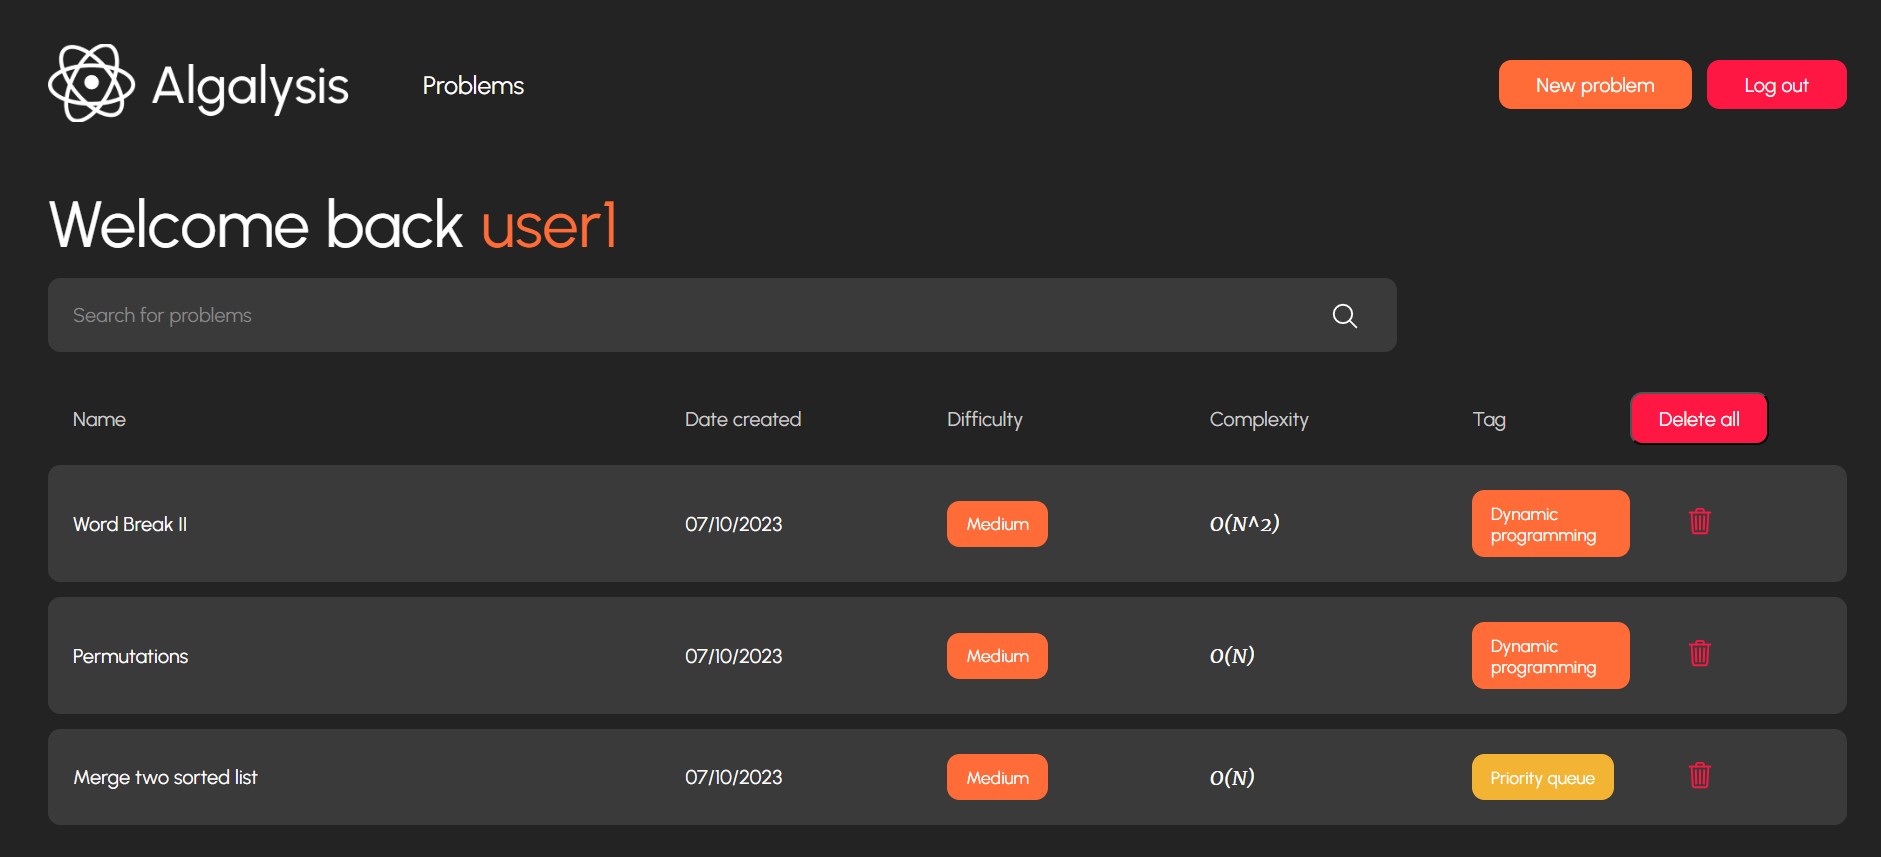 Algalysis Problems New problem Log out
Welcome back user1
Search for problems
Name Date created Difficulty Complexity Tag Delete all
Word Break II 07/10/2023 Medium O(N^2) Dynamic
programming
Permutations 07/10/2023 Medium O(N) Dynamic
programming
Merge two sorted list 07/10/2023 Medium O(N) Priority queue